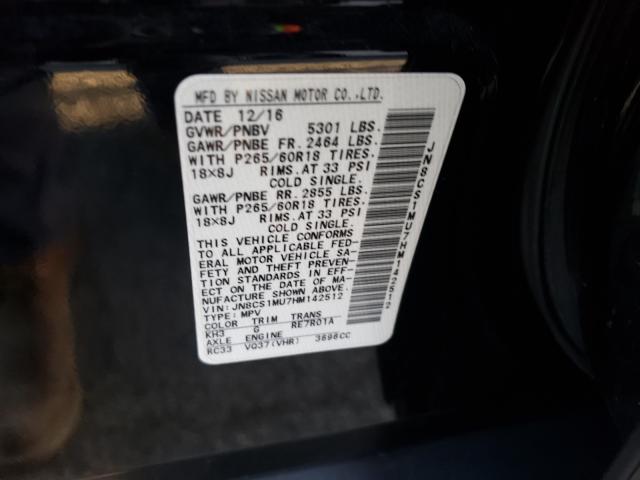 MFD BY NISSAN MOTOR CO.,LTD.
DATE 12/16
GVWR/PNBV 5301 LBS.
GAWR/PNBE FR. 2464 LBS.
WITH P265/60R18 TIRES.
18X8J RIMS.AT 33 PSI
COLD SINGLE.
GAWR/PNBE RR. 2855 LBS.
WITH P265/60R18 TIRES.
18X8J RIMS.AT 33 PSI
COLD SINGLE.
THIS VEHICLE CONFORMS
TO ALL APPLICABLE FED-
ERAL MOTOR VEHICLE SA-
FETY AND THEFT PREVEN-
TION STANDARDS IN EFF-
ECT ON THE DATE OF MA-
NUFACTURE SHOWN ABOVE.
VIN:JN8CS1MU7HM142512
TYPE:MPV
COLOR TRIM TRANS
KH3 G RE7R01A
AXLE ENGINE
RC33 VQ37(VHR) 3696CC
JN8CS1MU7HM142512